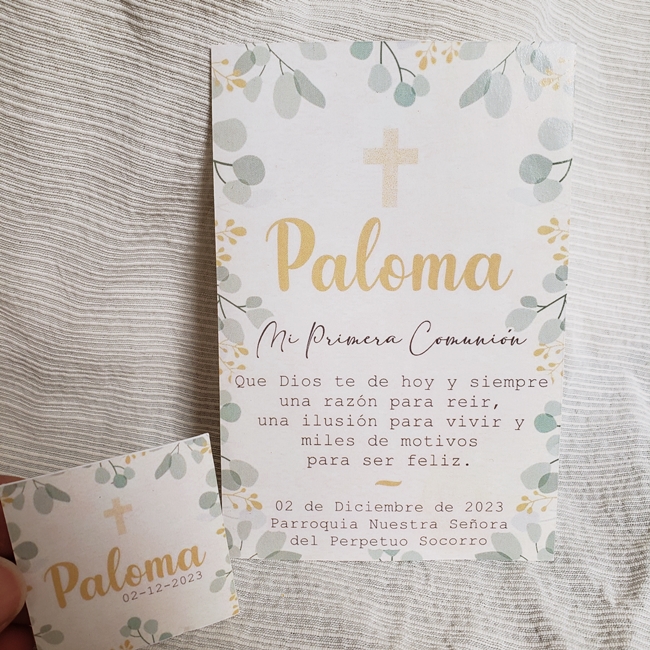 Paloma
Mi Primera Comunión
Que Dios te de hoy y siempre
una razón para reir,
una ilusión para vivir y
miles de motivos
para ser feliz.
~
02 de Diciembre de 2023
Parroquia Nuestra Señora
del Perpetuo Socorro
Paloma
02-12-2023